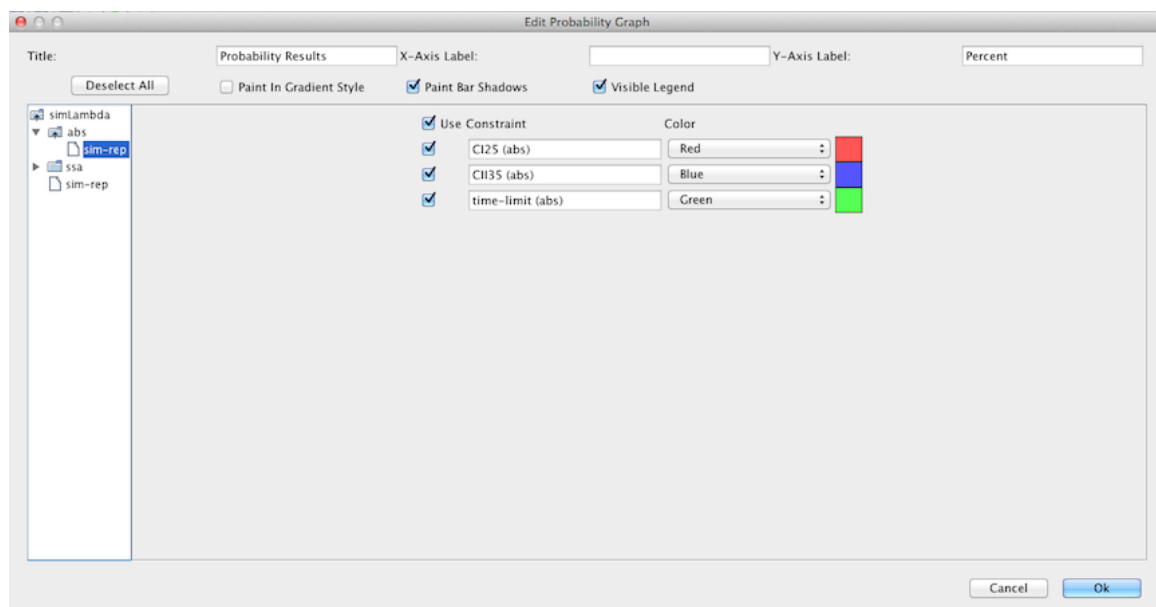 Edit Probability Graph
Title: Probability Results X-Axis Label: Y-Axis Label: Percent
Deselect All Paint In Gradient Style Paint Bar Shadows Visible Legend
simLambda
abs
sim-rep
ssa
sim-rep
Use Constraint Color
CI25 (abs) Red
CII35 (abs) Blue
time-limit (abs) Green
Cancel Ok